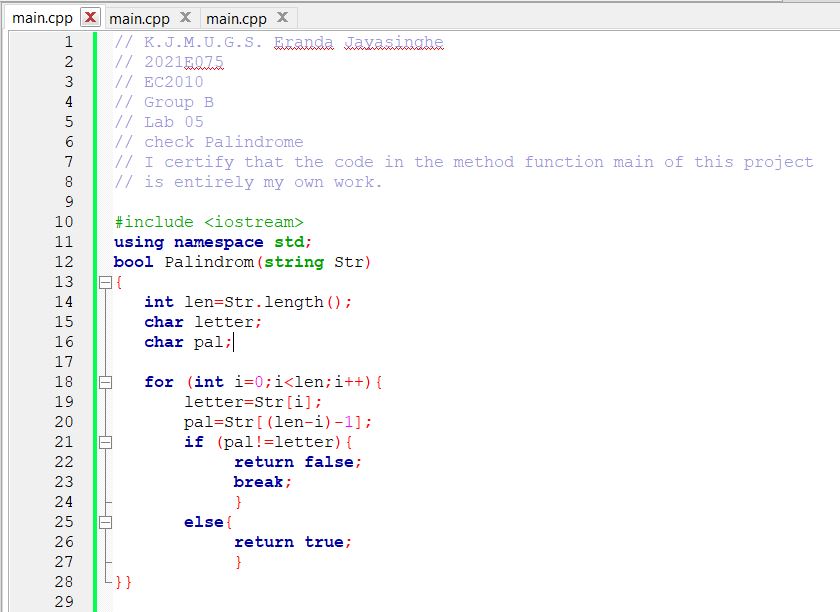 main.cpp main.cpp main.cpp
1 // K.J.M.U.G.S. Eranda Jayasinghe
2 // 2021E075
3 // EC2010
4 // Group B
5 // Lab 05
6 // check Palindrome
7 // I certify that the code in the method function main of this project
8 // is entirely my own work.
9
10 #include <iostream>
11 using namespace std;
12 bool Palindrom(string Str)
13 {
14 int len=Str.length();
15 char letter;
16 char pal;
17
18 for (int i=0;i<len;i++){
19 letter=Str[i];
20 pal=Str[(len-i)-1];
21 if (pal!=letter){
22 return false;
23 break;
24 }
25 else{
26 return true;
27 }
28 }}
29